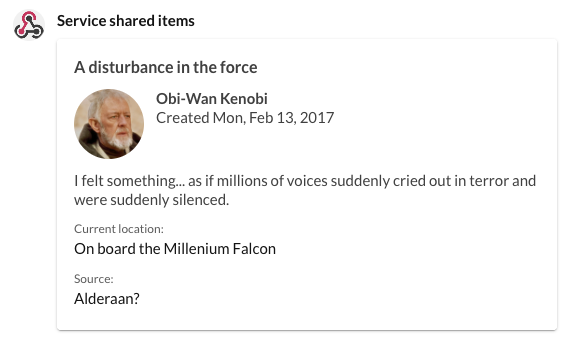 Service shared items
A disturbance in the force
Obi-Wan Kenobi
Created Mon, Feb 13, 2017
I felt something... as if millions of voices suddenly cried out in terror and
were suddenly silenced.
Current location:
On board the Millenium Falcon
Source:
Alderaan?